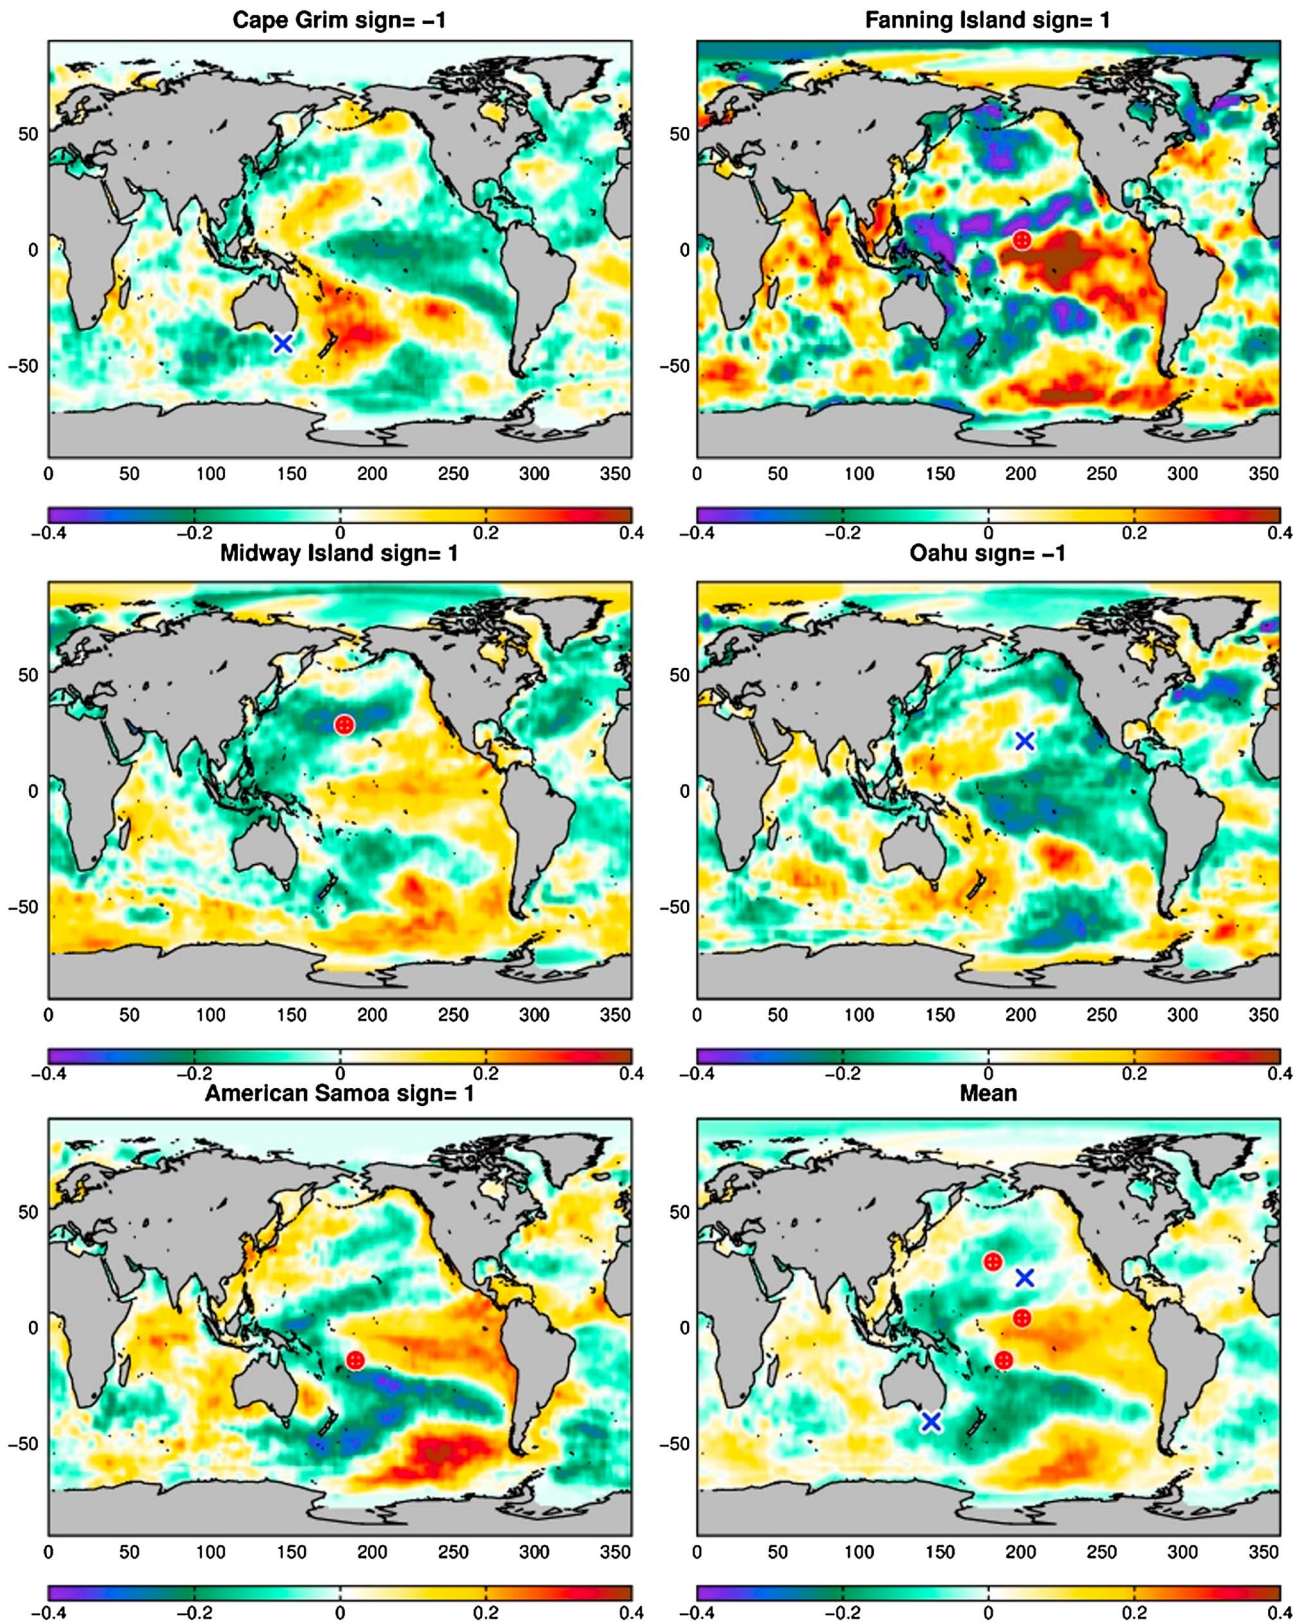 Cape Grim sign= −1
Fanning Island sign= 1
50
0
−50
0 50 100 150 200 250 300 350
−0.4 −0.2 0 0.2 0.4
50
0
−50
0 50 100 150 200 250 300 350
−0.4 −0.2 0 0.2 0.4
Midway Island sign= 1
Oahu sign= −1
50
0
−50
0 50 100 150 200 250 300 350
−0.4 −0.2 0 0.2 0.4
50
0
−50
0 50 100 150 200 250 300 350
−0.4 −0.2 0 0.2 0.4
American Samoa sign= 1
Mean
50
0
−50
0 50 100 150 200 250 300 350
−0.4 −0.2 0 0.2 0.4
50
0
−50
0 50 100 150 200 250 300 350
−0.4 −0.2 0 0.2 0.4